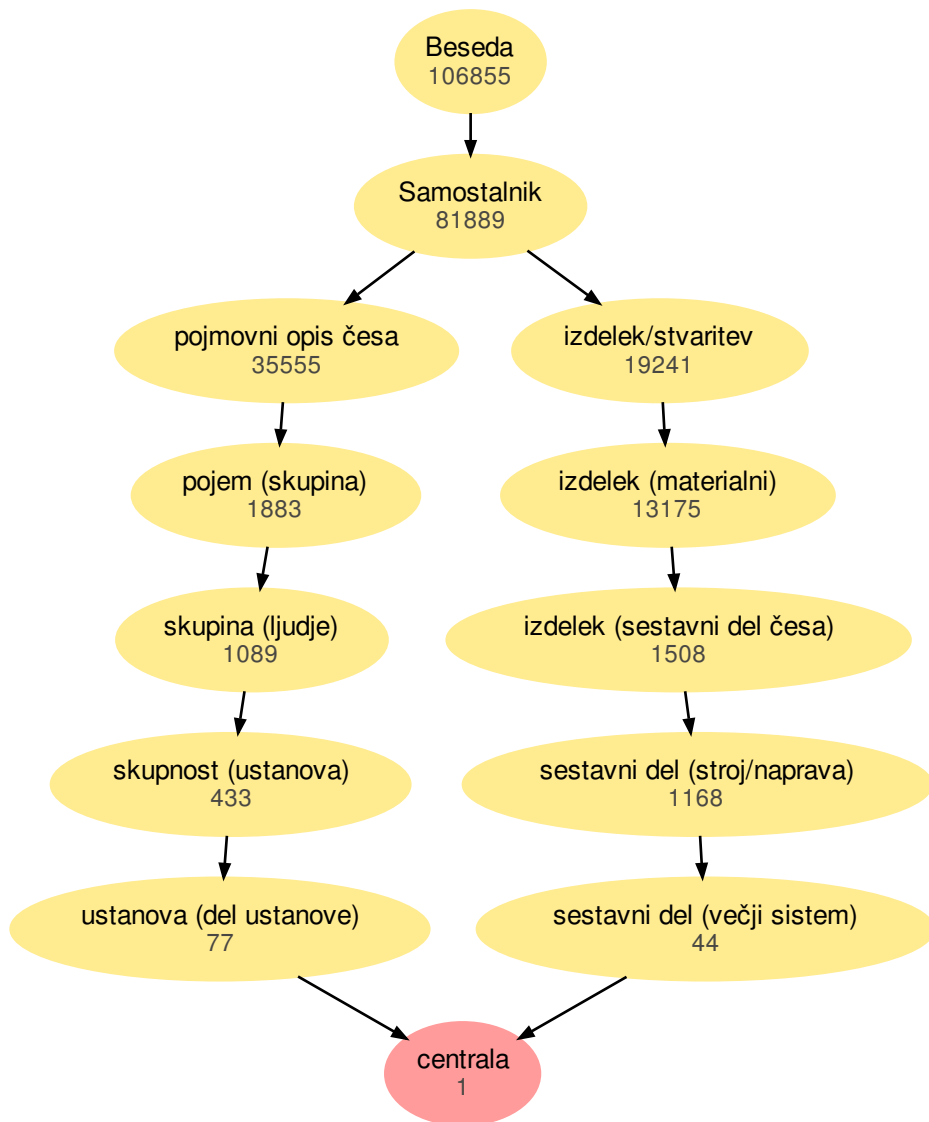 Beseda
106855
Samostalnik
81889
pojmovni opis česa
35555
izdelek/stvaritev
19241
pojem (skupina)
1883
izdelek (materialni)
13175
skupina (ljudje)
1089
izdelek (sestavni del česa)
1508
skupnost (ustanova)
433
sestavni del (stroj/naprava)
1168
ustanova (del ustanove)
77
sestavni del (večji sistem)
44
centrala
1